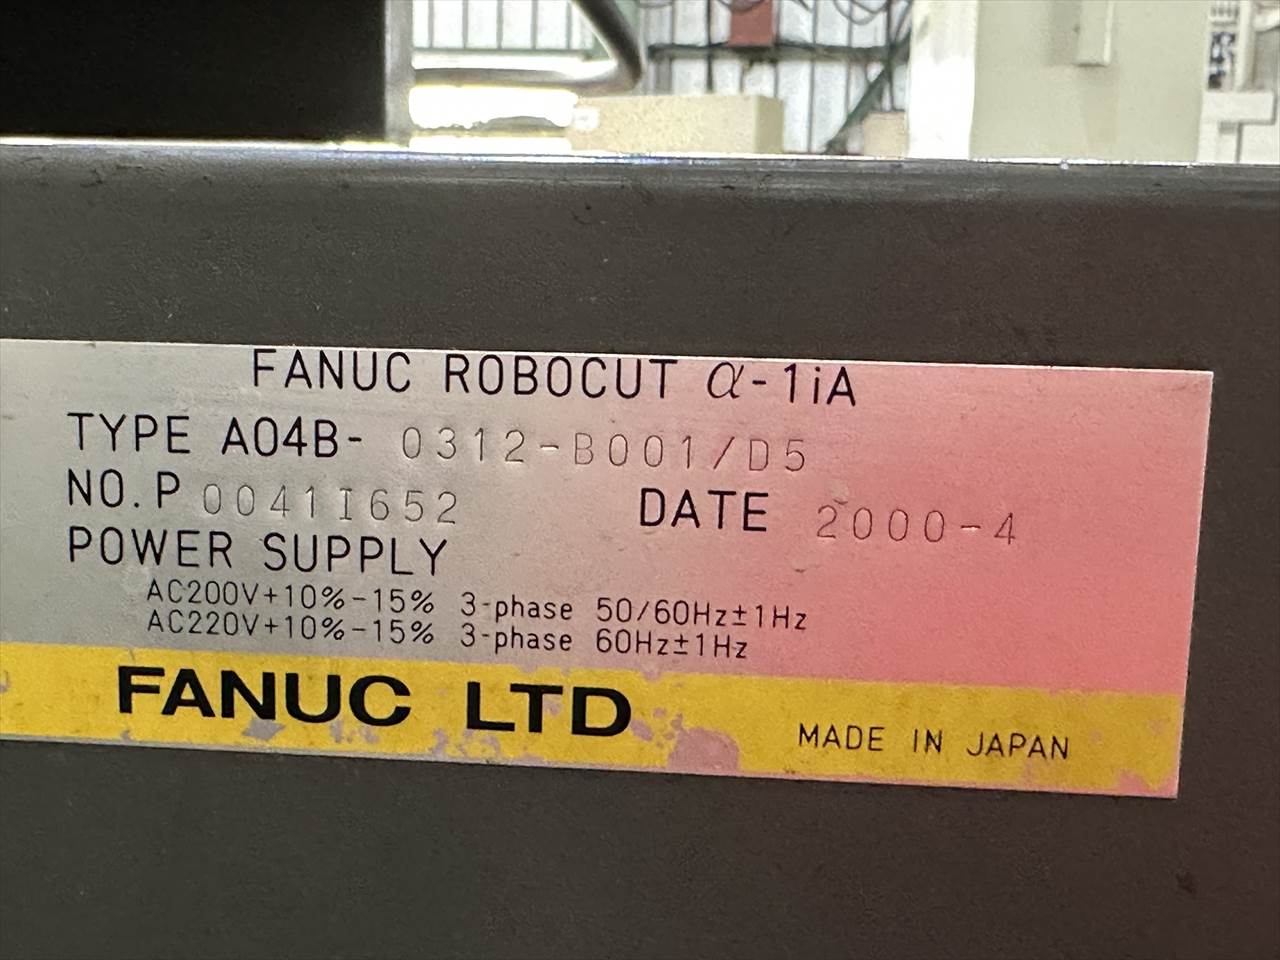 FANUC ROBOCUT α-1iA
TYPE A04B- 0312-B001/D5
NO. P 0041I652 DATE 2000-4
POWER SUPPLY
AC200V+10%-15% 3-phase 50/60Hz±1Hz
AC220V+10%-15% 3-phase 60Hz±1Hz
FANUC LTD MADE IN JAPAN